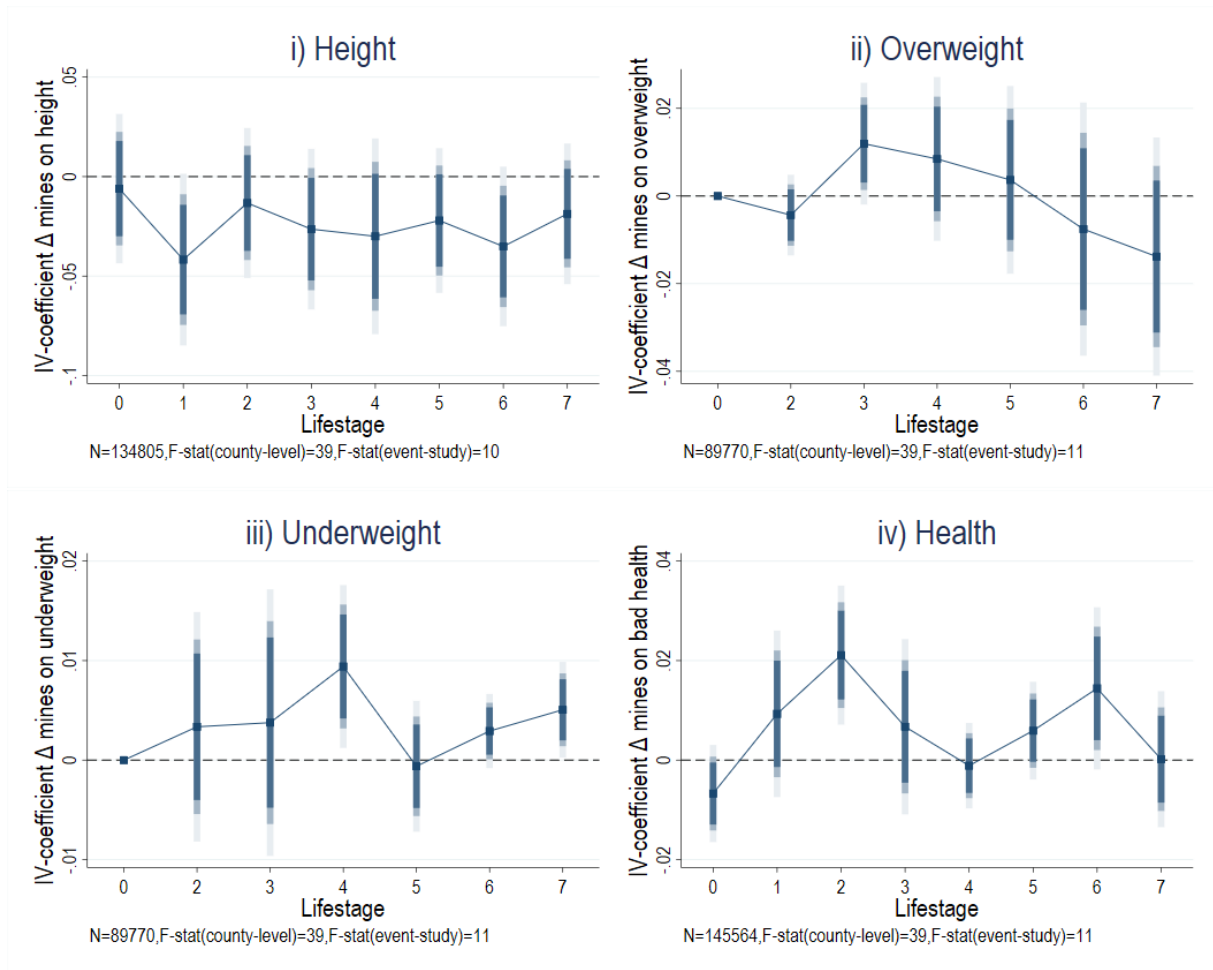 i) Height
IV-coefficient Δ mines on height
.05
0
-.05
-.1
0 1 2 3 4 5 6 7
Lifestage
N=134805,F-stat(county-level)=39,F-stat(event-study)=10
ii) Overweight
IV-coefficient Δ mines on overweight
.02
0
-.02
-.04
0 2 3 4 5 6 7
Lifestage
N=89770,F-stat(county-level)=39,F-stat(event-study)=11
iii) Underweight
IV-coefficient Δ mines on underweight
.02
.01
0
-.01
0 2 3 4 5 6 7
Lifestage
N=89770,F-stat(county-level)=39,F-stat(event-study)=11
iv) Health
IV-coefficient Δ mines on bad health
.04
.02
0
-.02
0 1 2 3 4 5 6 7
Lifestage
N=145564,F-stat(county-level)=39,F-stat(event-study)=11